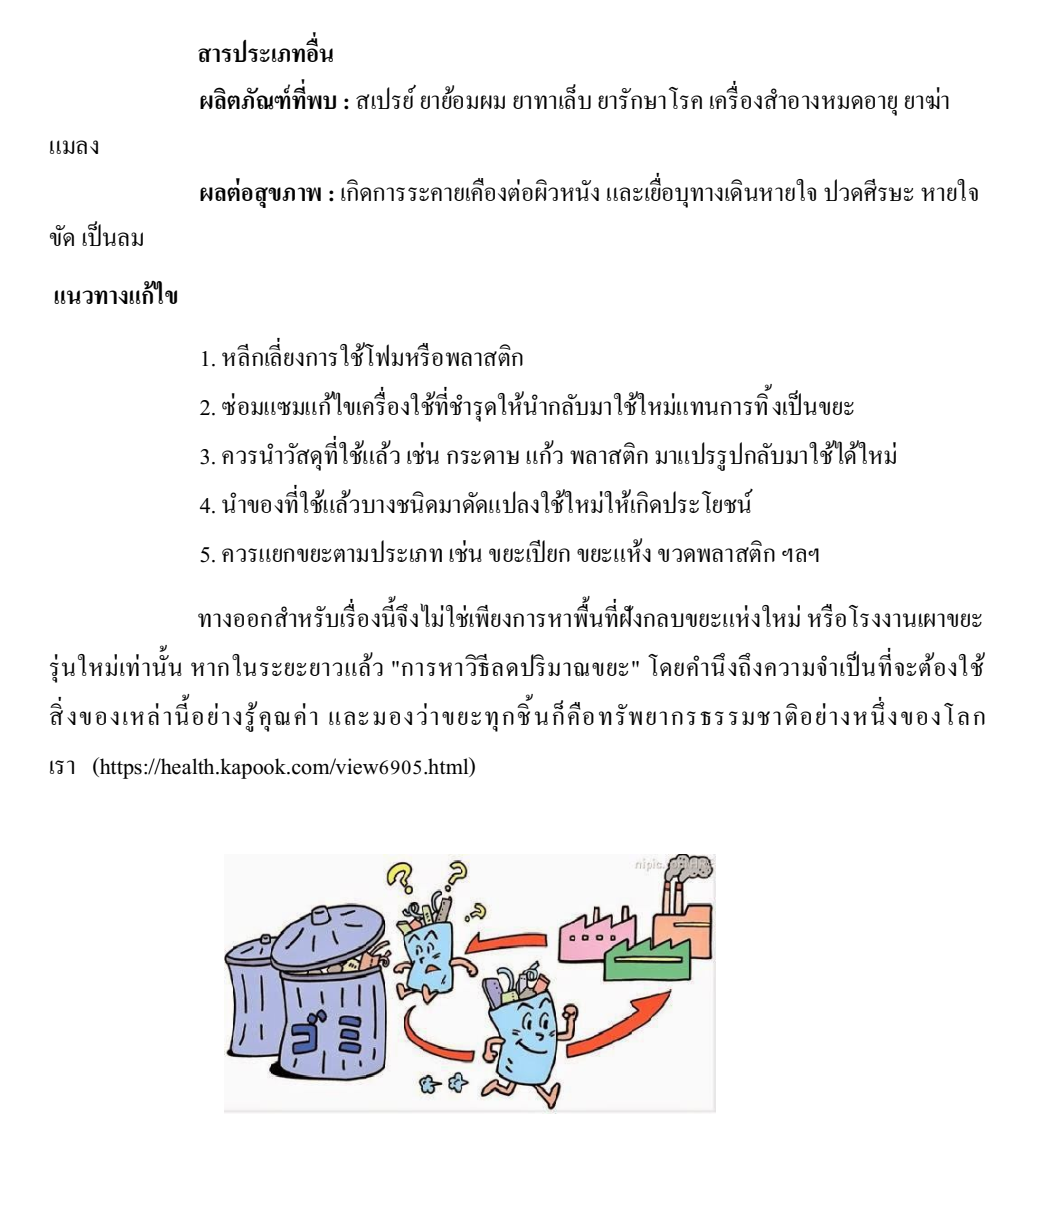 สารประเภทอื่น
ผลิตภัณฑ์ที่พบ : สเปรย์ ยาย้อมผม ยาทาเล็บ ยารักษาโรค เครื่องสำอางหมดอายุ ยาฆ่า
แมลง
ผลต่อสุขภาพ : เกิดการระคายเคืองต่อผิวหนัง และเยื่อบุทางเดินหายใจ ปวดศีรษะ หายใจ
ขัด เป็นลม
แนวทางแก้ไข
1. หลีกเลี่ยงการใช้โฟมหรือพลาสติก
2. ซ่อมแซมแก้ไขเครื่องใช้ที่ชำรุดให้นำกลับมาใช้ใหม่แทนการทิ้งเป็นขยะ
3. ควรนำวัสดุที่ใช้แล้ว เช่น กระดาษ แก้ว พลาสติก มาแปรรูปกลับมาใช้ได้ใหม่
4. นำของที่ใช้แล้วบางชนิดมาดัดแปลงใช้ใหม่ให้เกิดประโยชน์
5. ควรแยกขยะตามประเภท เช่น ขยะเปียก ขยะแห้ง ขวดพลาสติก ฯลฯ
ทางออกสำหรับเรื่องนี้จึงไม่ใช่เพียงการหาพื้นที่ฝังกลบขยะแห่งใหม่ หรือโรงงานเผาขยะ
รุ่นใหม่เท่านั้น หากในระยะยาวแล้ว "การหาวิธีลดปริมาณขยะ" โดยคำนึงถึงความจำเป็นที่จะต้องใช้
สิ่งของเหล่านี้อย่างรู้คุณค่า และมองว่าขยะทุกชิ้นก็คือทรัพยากรธรรมชาติอย่างหนึ่งของโลก
เรา (https://health.kapook.com/view6905.html)
ゴミ